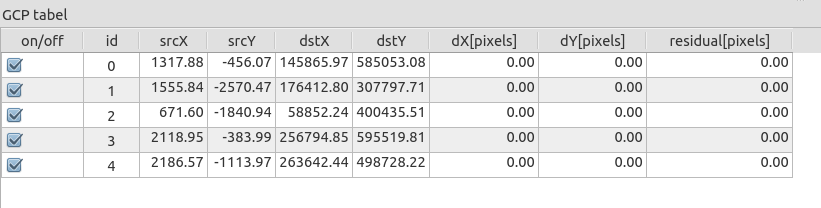 GCP tabel
on/off id srcX srcY dstX dstY dX[pixels] dY[pixels] residual[pixels]
0 1317.88 -456.07 145865.97 585053.08 0.00 0.00 0.00
1 1555.84 -2570.47 176412.80 307797.71 0.00 0.00 0.00
2 671.60 -1840.94 58852.24 400435.51 0.00 0.00 0.00
3 2118.95 -383.99 256794.85 595519.81 0.00 0.00 0.00
4 2186.57 -1113.97 263642.44 498728.22 0.00 0.00 0.00